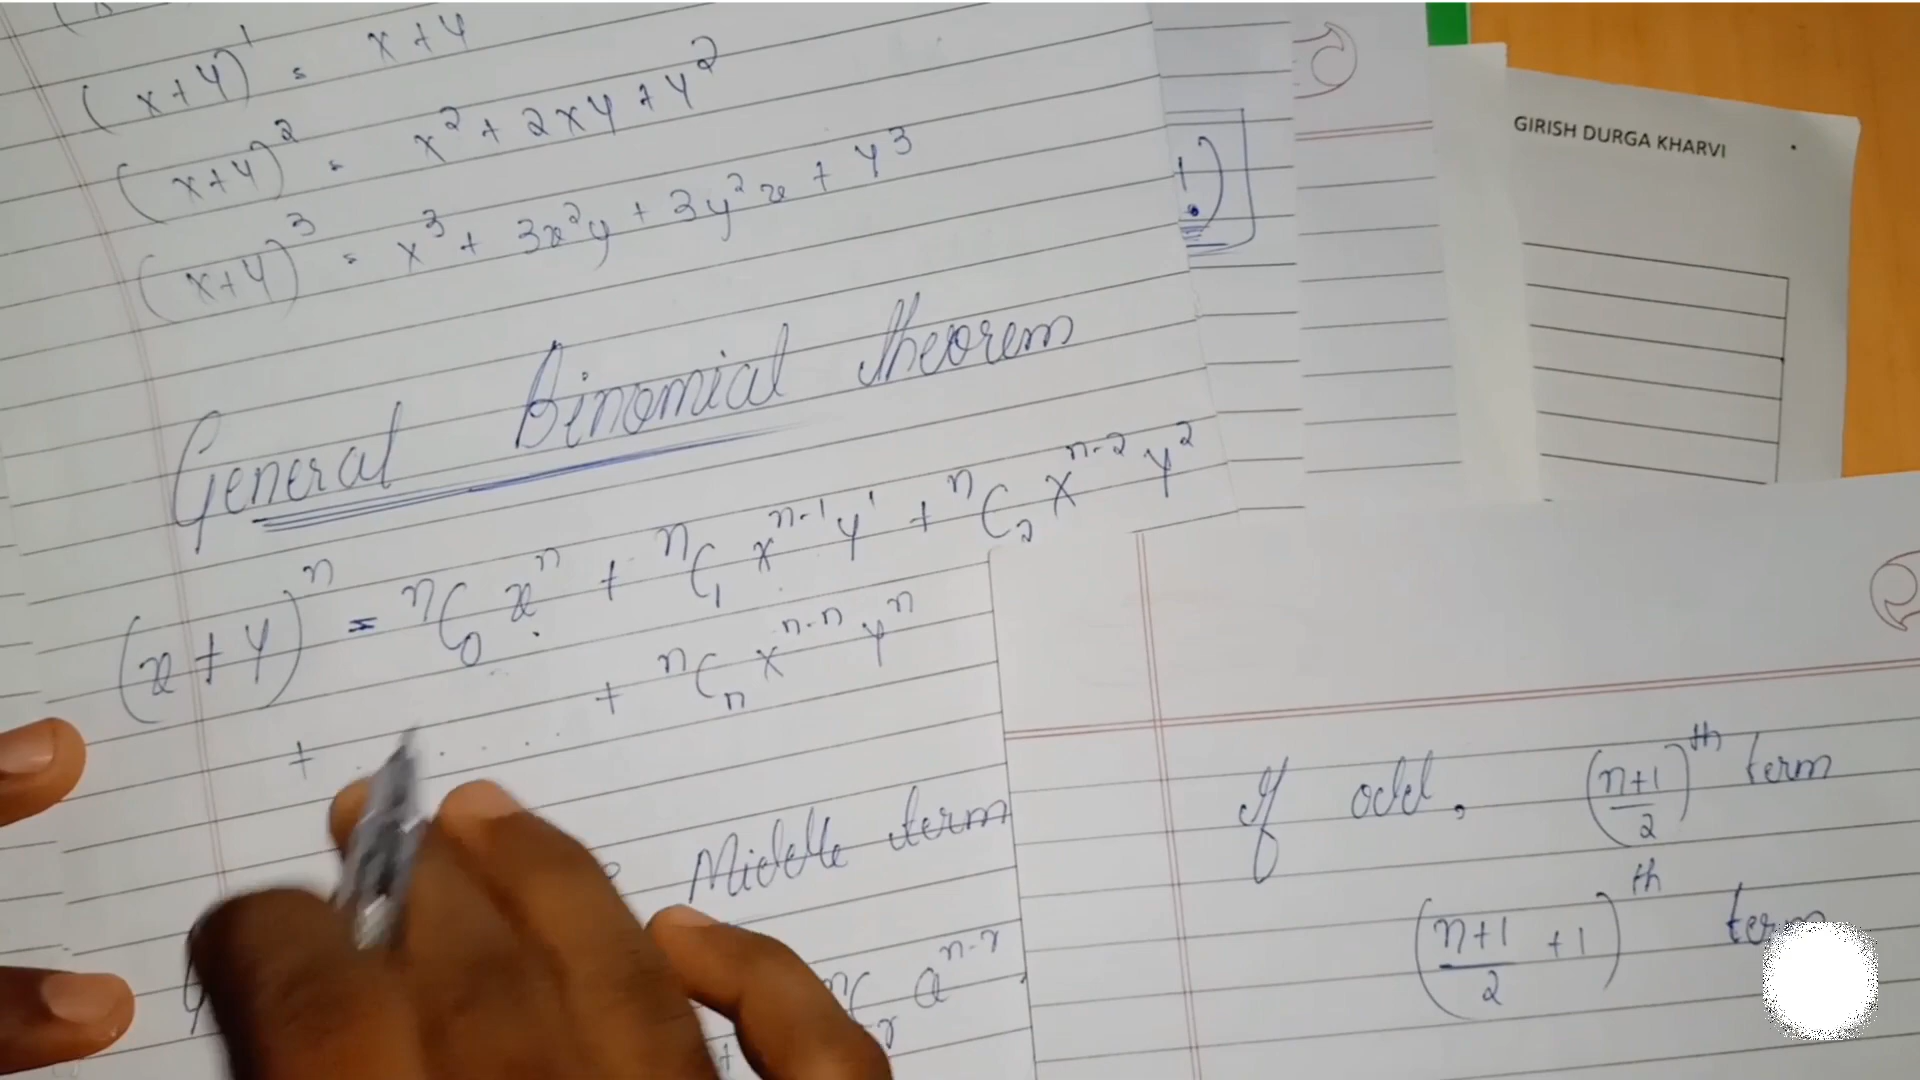 (x+y)¹ = x+y
(x+y)² = x² + 2xy + y²
(x+y)³ = x³ + 3x²y + 3y²x + y³
General Binomial theorem
(x+y)ⁿ = ⁿC₀ xⁿ + ⁿC₁ xⁿ⁻¹ y¹ + ⁿC₂ xⁿ⁻² y²
+ ..... + ⁿCₙ xⁿ⁻ⁿ yⁿ
Middle term
ⁿCᵣ aⁿ⁻ʳ
!)
GIRISH DURGA KHARVI
If odd, ((n+1)/2)ᵗʰ term
((n+1)/2 + 1)ᵗʰ term